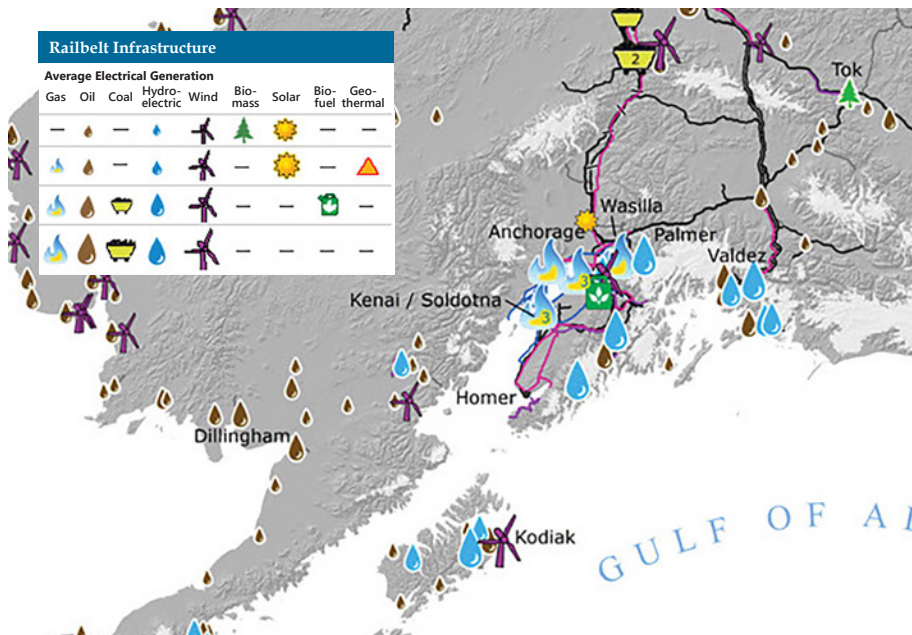 Railbelt Infrastructure
Average Electrical Generation
Gas Oil Coal Hydro-electric Wind Bio-mass Solar Bio-fuel Geo-thermal
2
Tok
Wasilla
Anchorage
Palmer
Valdez
3
Kenai / Soldotna
3
Homer
Dillingham
Kodiak
GULF OF